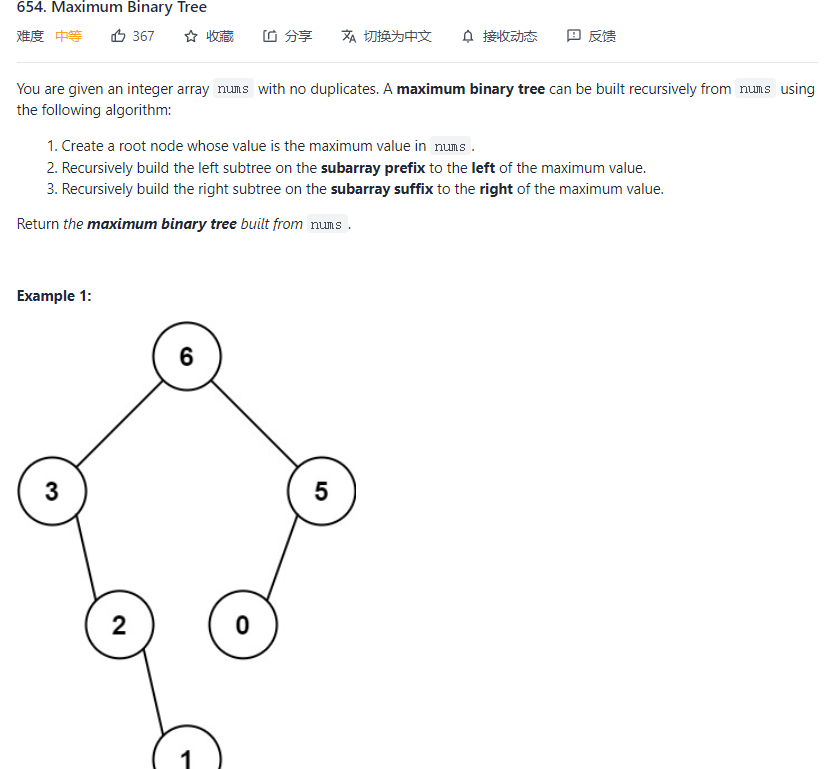 654. Maximum Binary Tree
难度 中等 367 收藏 分享 切换为中文 接收动态 反馈
You are given an integer array nums with no duplicates. A maximum binary tree can be built recursively from nums using
the following algorithm:
1. Create a root node whose value is the maximum value in nums .
2. Recursively build the left subtree on the subarray prefix to the left of the maximum value.
3. Recursively build the right subtree on the subarray suffix to the right of the maximum value.
Return the maximum binary tree built from nums .
Example 1:
6
3 5
2 0
1